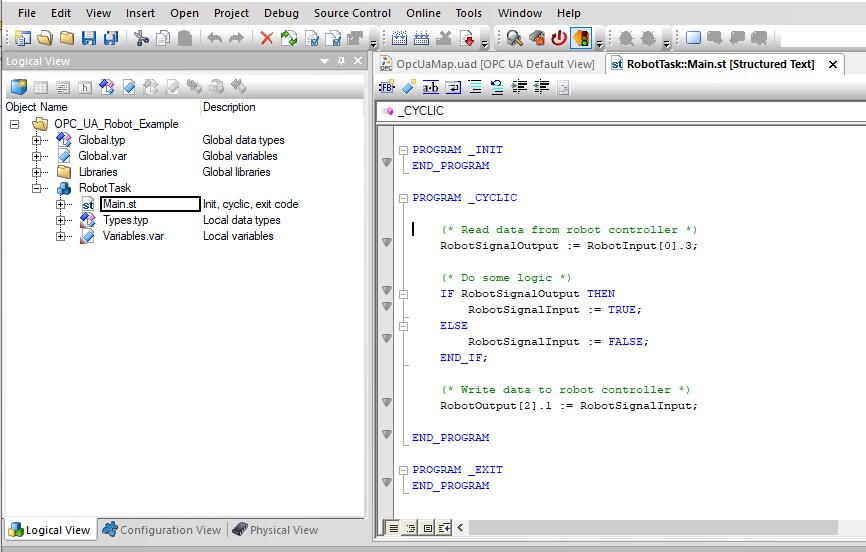 File Edit View Insert Open Project Debug Source Control Online Tools Window Help
Logical View
Object Name Description
OPC_UA_Robot_Example
Global.typ Global data types
Global.var Global variables
Libraries Global libraries
RobotTask
Main.st Init, cyclic, exit code
Types.typ Local data types
Variables.var Local variables
Logical View Configuration View Physical View
OpcUaMap.uad [OPC UA Default View] RobotTask::Main.st [Structured Text]
_CYCLIC
PROGRAM _INIT
END_PROGRAM
PROGRAM _CYCLIC
(* Read data from robot controller *)
RobotSignalOutput := RobotInput[0].3;
(* Do some logic *)
IF RobotSignalOutput THEN
RobotSignalInput := TRUE;
ELSE
RobotSignalInput := FALSE;
END_IF;
(* Write data to robot controller *)
RobotOutput[2].1 := RobotSignalInput;
END_PROGRAM
PROGRAM _EXIT
END_PROGRAM